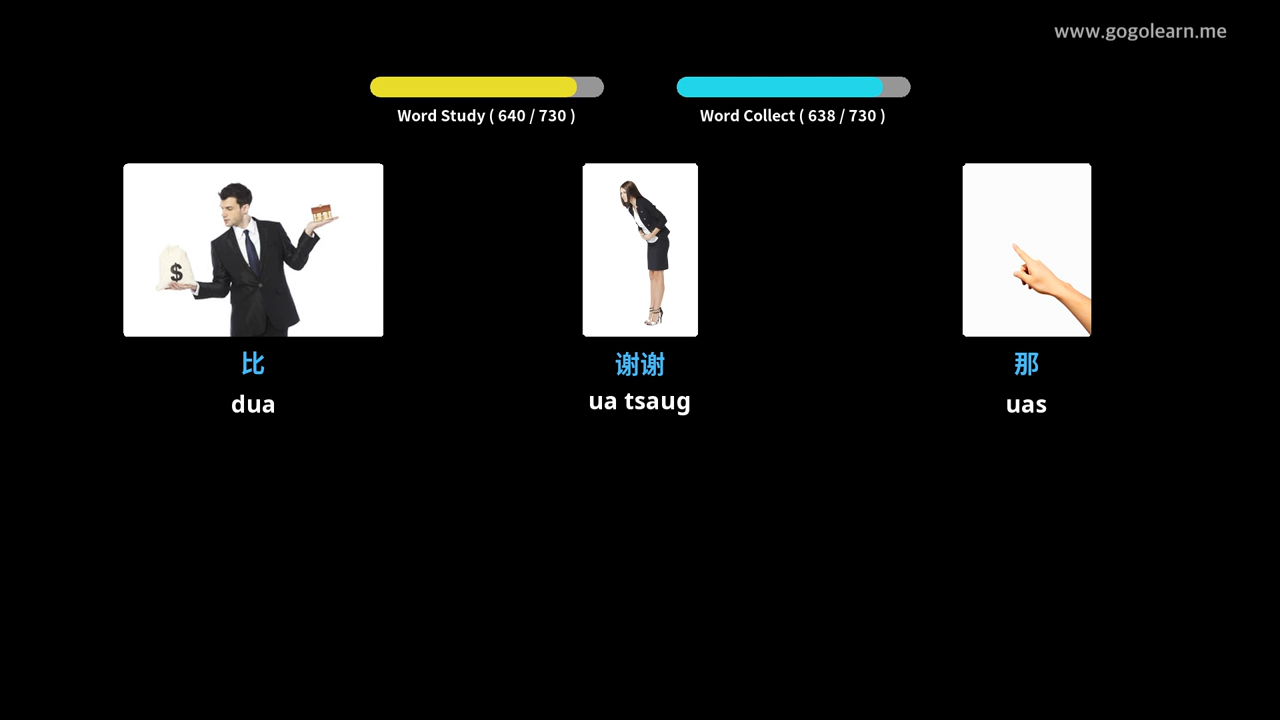 www.gogolearn.me
Word Study ( 640 / 730 )
Word Collect ( 638 / 730 )
$
比
谢谢
那
dua
ua tsaug
uas